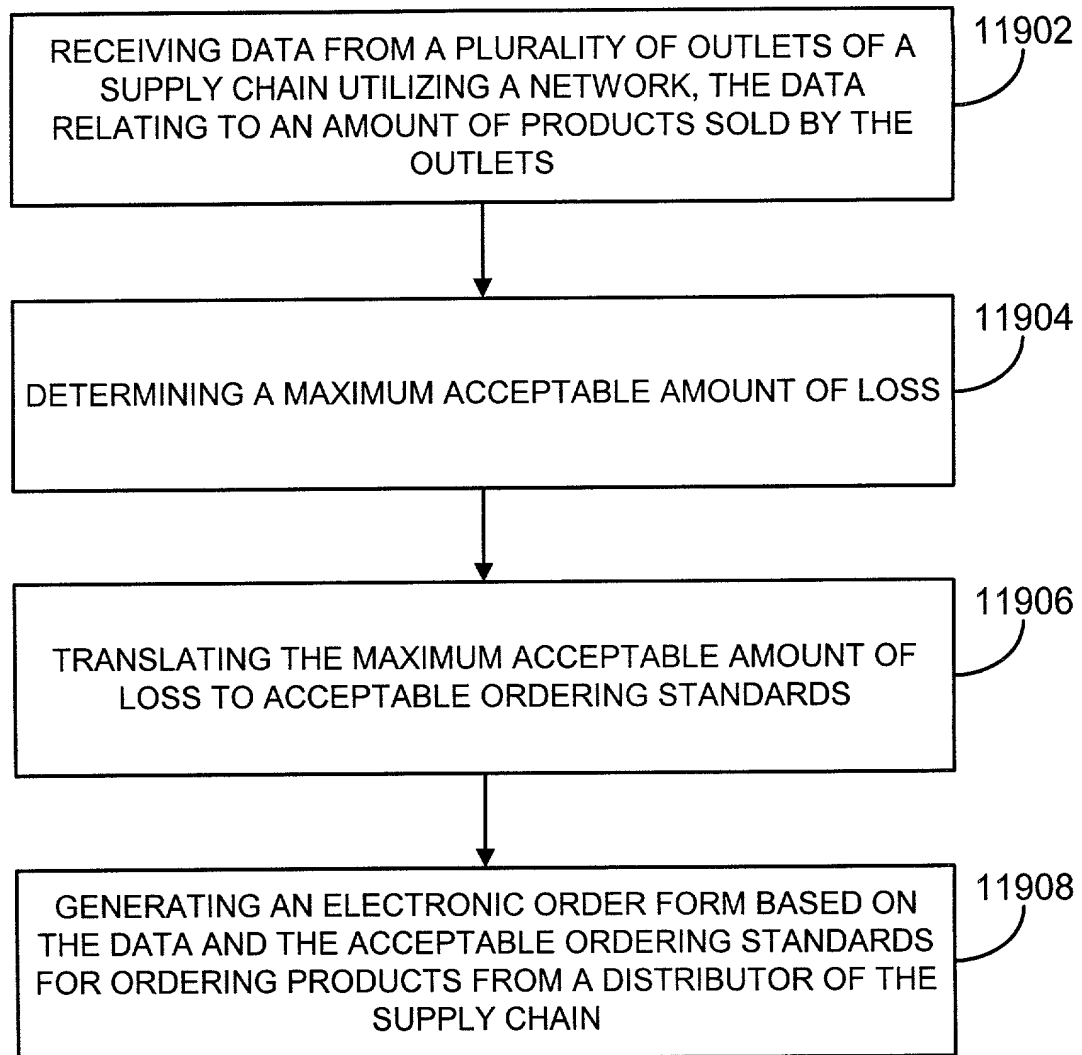 RECEIVING DATA FROM A PLURALITY OF OUTLETS OF A
SUPPLY CHAIN UTILIZING A NETWORK, THE DATA
RELATING TO AN AMOUNT OF PRODUCTS SOLD BY THE
OUTLETS
11902
DETERMINING A MAXIMUM ACCEPTABLE AMOUNT OF LOSS
11904
TRANSLATING THE MAXIMUM ACCEPTABLE AMOUNT OF
LOSS TO ACCEPTABLE ORDERING STANDARDS
11906
GENERATING AN ELECTRONIC ORDER FORM BASED ON
THE DATA AND THE ACCEPTABLE ORDERING STANDARDS
FOR ORDERING PRODUCTS FROM A DISTRIBUTOR OF THE
SUPPLY CHAIN
11908